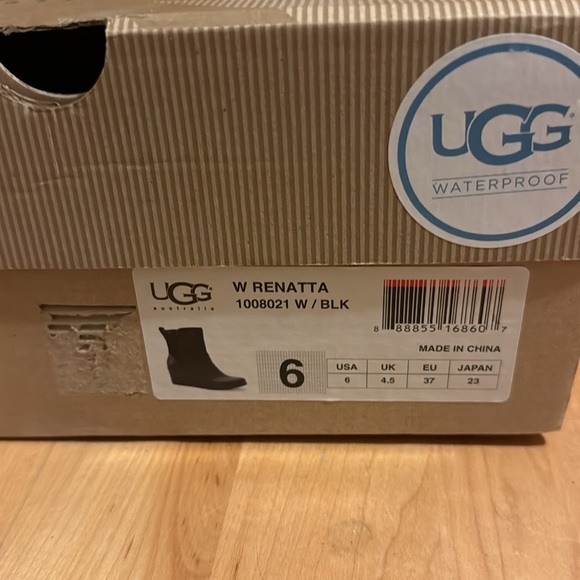 UGG
WATERPROOF
UGG
australia
W RENATTA
1008021 W / BLK
8 88855 16860 7
MADE IN CHINA
6
USA UK EU JAPAN
6 4.5 37 23